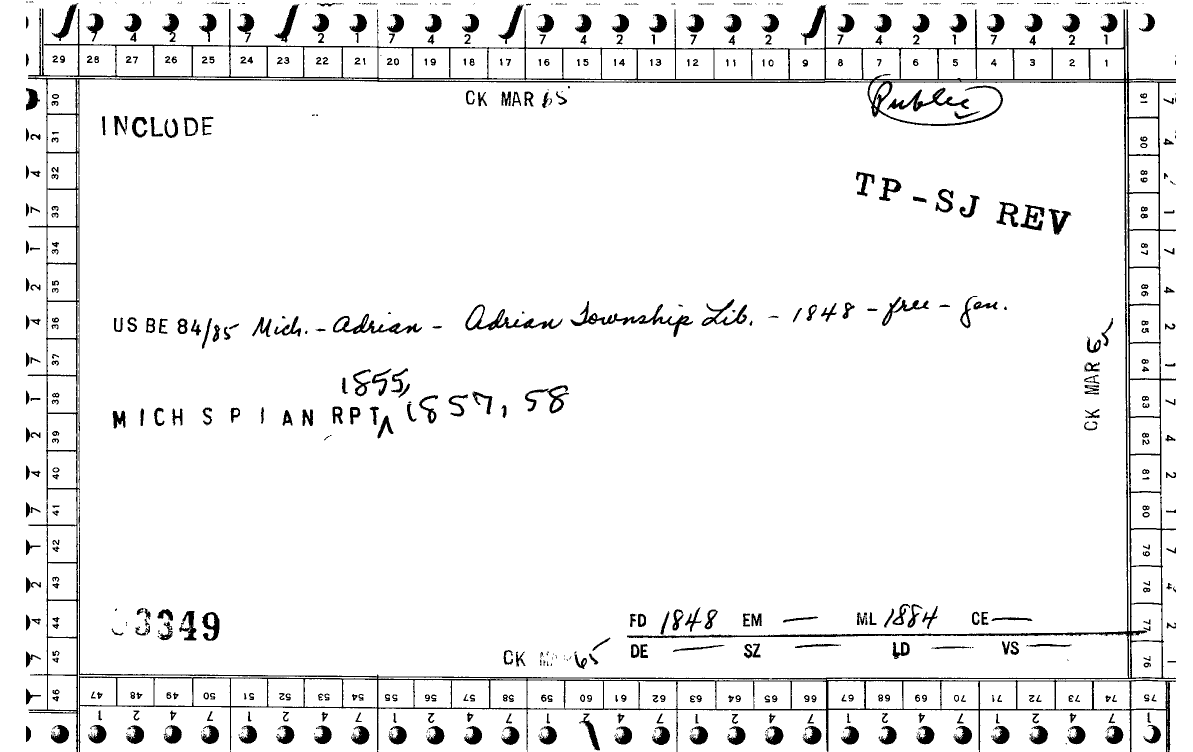 7 4 2 1 7 4 2 1 7 4 2 1 7 4 2 1 7 4 2 1 7 4 2 1 7 4 2 1
29 28 27 26 25 24 23 22 21 20 19 18 17 16 15 14 13 12 11 10 9 8 7 6 5 4 3 2 1
CK MAR 65
Public
INCLUDE
TP-SJ REV
US BE 84/85 Mich. - Adrian - Adrian Township Lib. - 1848 - free - gen.
1855,
MICH S P I AN RPT 1857, 58
CK MAR 65
3349
FD 1848 EM — ML 1884 CE —
DE — SZ — LD — VS —
CK MAR 65
30 31 32 33 34 35 36 37 38 39 40 41 42 43 44 45 46
91 90 89 88 87 86 85 84 83 82 81 80 79 78 77 76 75
47 48 49 50 51 52 53 54 55 56 57 58 59 60 61 62 63 64 65 66 67 68 69 70 71 72 73 74 75
1 2 4 7 1 2 4 7 1 2 4 7 1 2 4 7 1 2 4 7 1 2 4 7 1 2 4 7